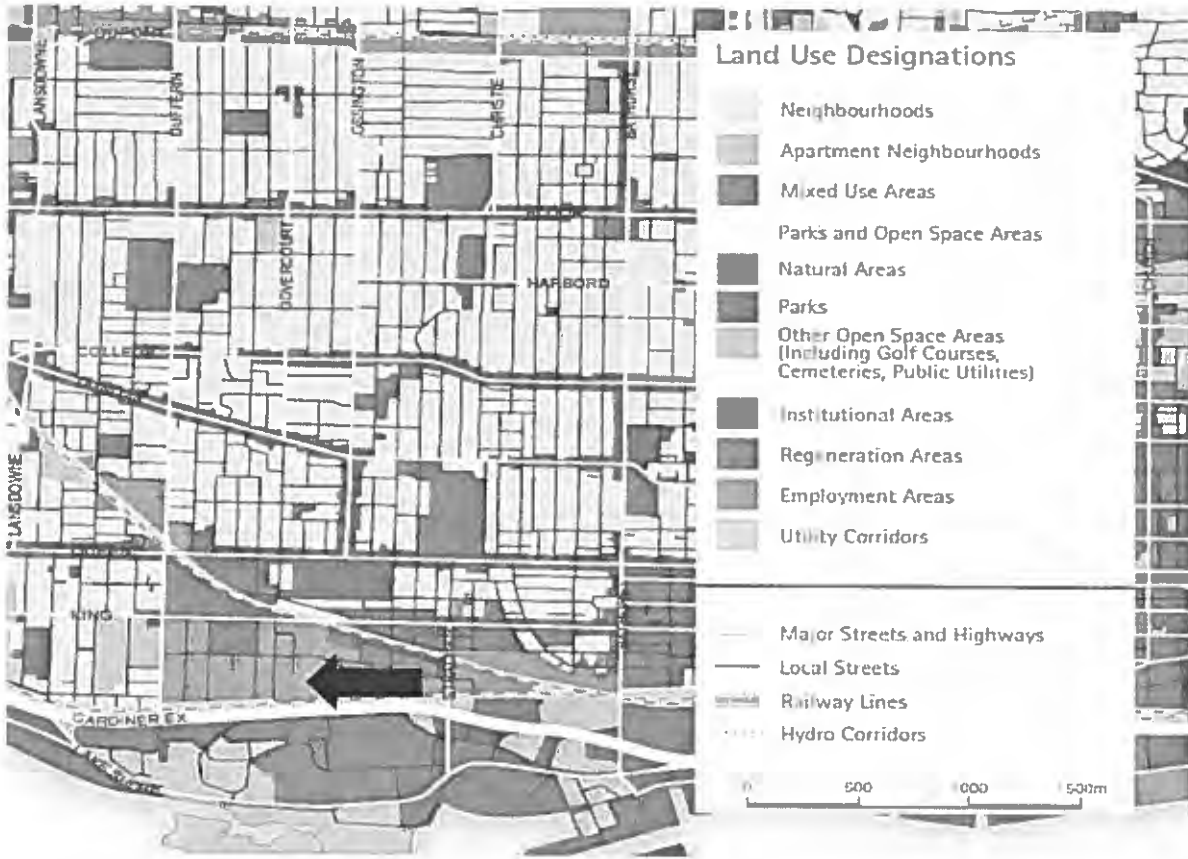 LANSDOWNE
DUFFERIN
OSSINGTON
CHRISTIE
BATHURST
DOVERCOURT
HARBORD
COLLEGE
LANSDOWNE
QUEEN
KING
GARDINER EX
CHURCH
Land Use Designations
Neighbourhoods
Apartment Neighbourhoods
Mixed Use Areas
Parks and Open Space Areas
Natural Areas
Parks
Other Open Space Areas
(Including Golf Courses,
Cemeteries, Public Utilities)
Institutional Areas
Regeneration Areas
Employment Areas
Utility Corridors
Major Streets and Highways
Local Streets
Railway Lines
Hydro Corridors
0 500 1000 1500m